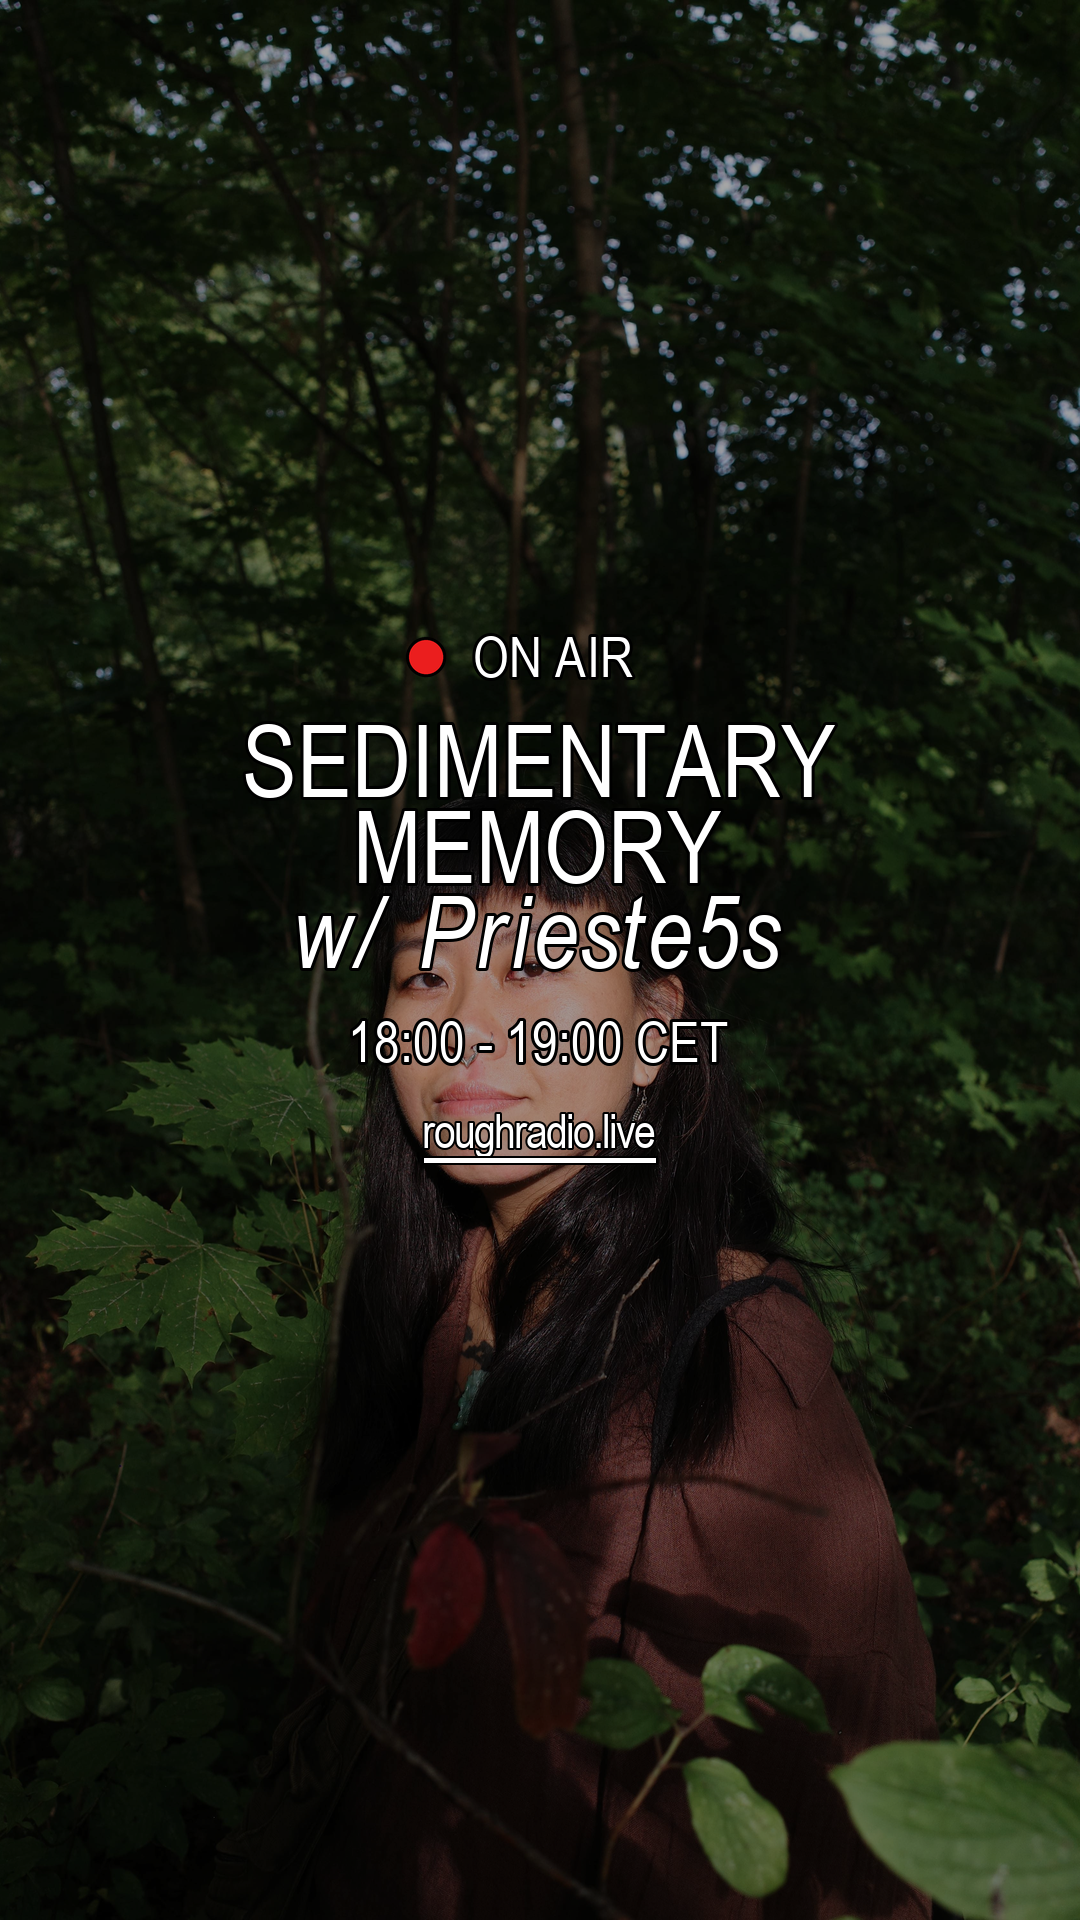 ON AIR
SEDIMENTARY
MEMORY
w/ Prieste5s
18:00 - 19:00 CET
roughradio.live